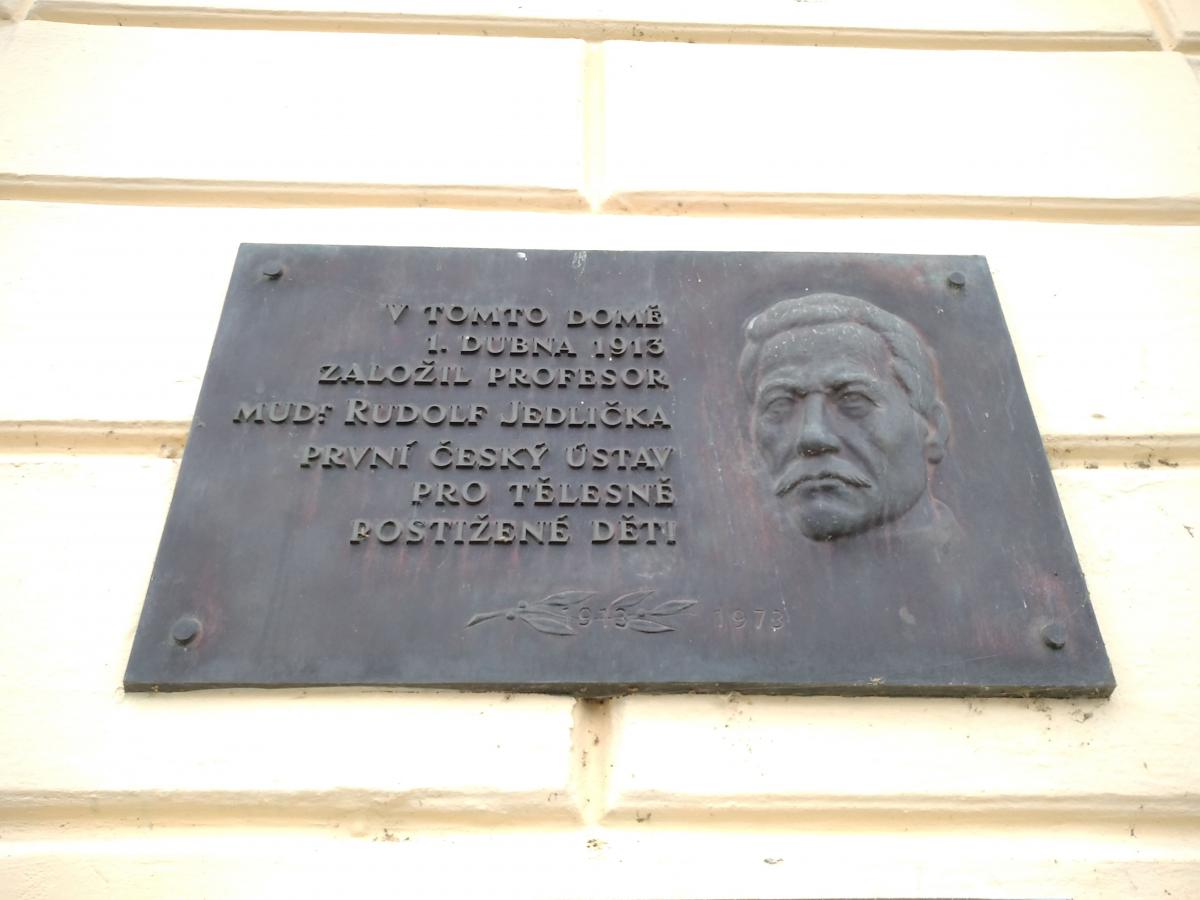 V TOMTO DOMĚ
1. DUBNA 1913
ZALOŽIL PROFESOR
MUDr RUDOLF JEDLIČKA
PRVNÍ ČESKÝ ÚSTAV
PRO TĚLESNĚ
POSTIŽENÉ DĚTI
1913 1973